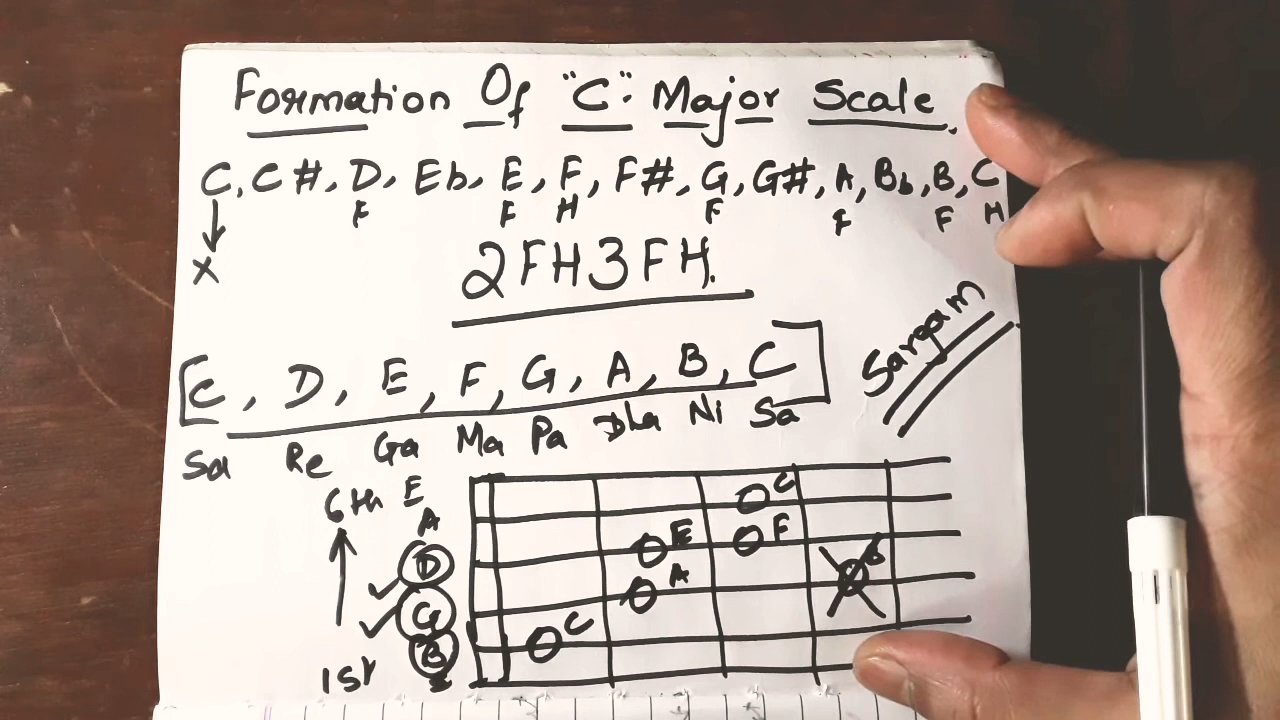 Formation Of "C" Major Scale.
C, C#, D, Eb, E, F, F#, G, G#, A, Bb, B, C
F F H F F F H
X
2FH3FH.
Sargam
[C, D, E, F, G, A, B, C]
Sa Re Ga Ma Pa Dha Ni Sa
6th E
A
D
G
1st B
C
E F
A B
C